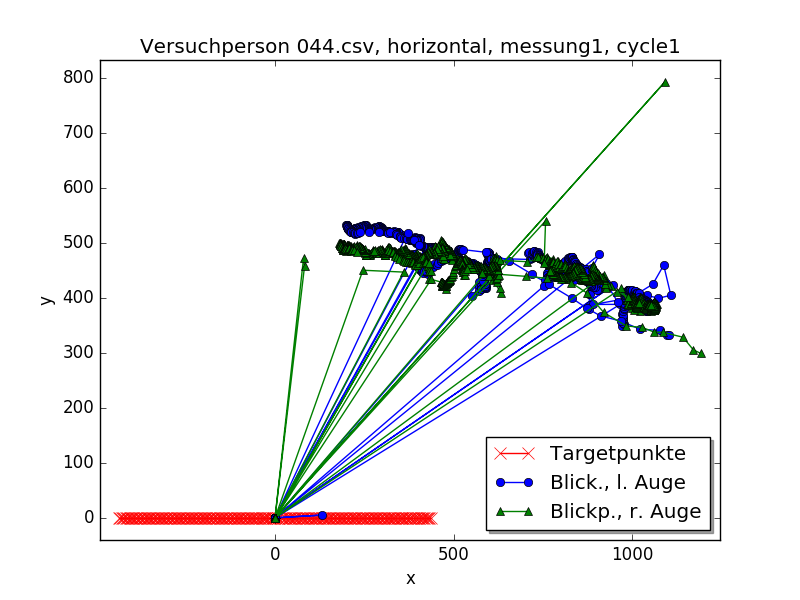 Versuchperson 044.csv, horizontal, messung1, cycle1
800
700
600
500
400
300
200
100
0
y
0 500 1000
x
Targetpunkte
Blick., l. Auge
Blickp., r. Auge